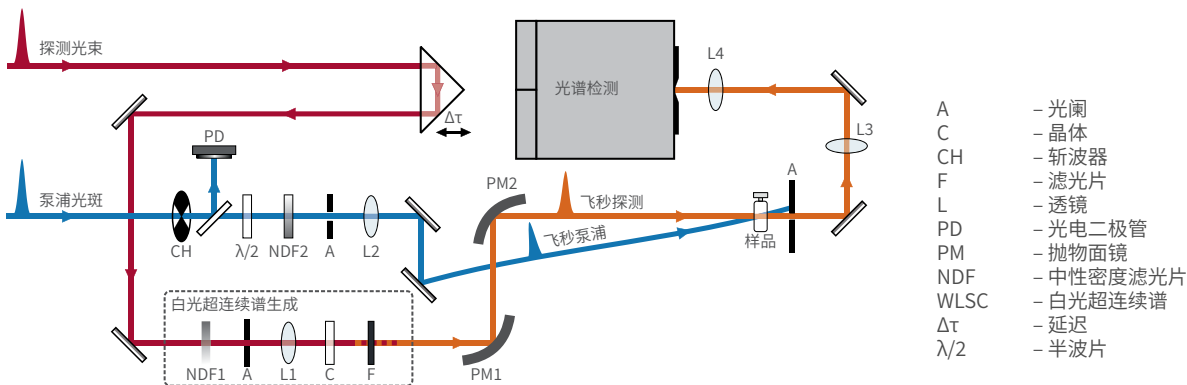 探测光束
Δτ
PD
泵浦光斑
CH
λ/2
NDF2
A
L2
PM2
飞秒探测
飞秒泵浦
样品
A
光谱检测
L4
L3
白光超连续谱生成
NDF1
A
L1
C
F
PM1
A – 光阑
C – 晶体
CH – 斩波器
F – 滤光片
L – 透镜
PD – 光电二极管
PM – 抛物面镜
NDF – 中性密度滤光片
WLSC – 白光超连续谱
Δτ – 延迟
λ/2 – 半波片